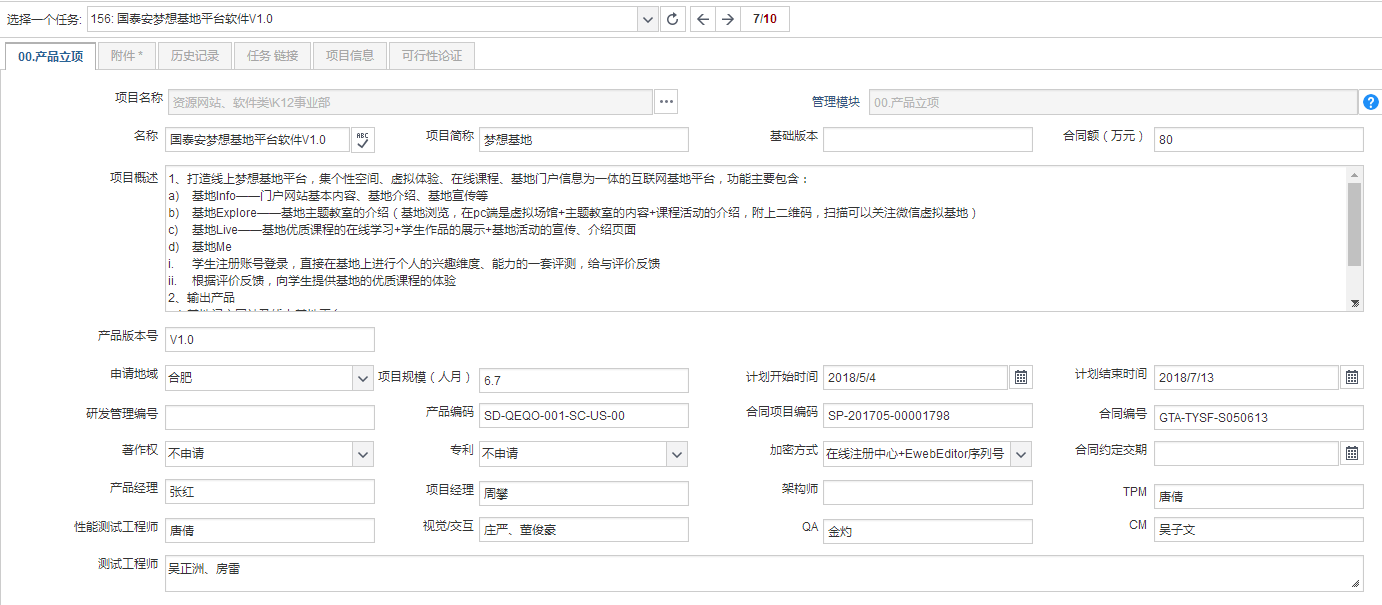 选择一个任务: 156: 国泰安梦想基地平台软件V1.0 7/10
00.产品立项 附件 * 历史记录 任务 链接 项目信息 可行性论证
项目名称 资源网站、软件类\K12事业部 ... 管理模块 00.产品立项 ?
名称 国泰安梦想基地平台软件V1.0 ABC 项目简称 梦想基地 基础版本 合同额（万元） 80
项目概述 1、打造线上梦想基地平台，集个性空间、虚拟体验、在线课程、基地门户信息为一体的互联网基地平台，功能主要包含：
a) 基地Info——门户网站基本内容、基地介绍、基地宣传等
b) 基地Explore——基地主题教室的介绍（基地浏览，在pc端是虚拟场馆+主题教室的内容+课程活动的介绍，附上二维码，扫描可以关注微信虚拟基地）
c) 基地Live——基地优质课程的在线学习+学生作品的展示+基地活动的宣传、介绍页面
d) 基地Me
i. 学生注册账号登录，直接在基地上进行个人的兴趣维度、能力的一套评测，给与评价反馈
ii. 根据评价反馈，向学生提供基地的优质课程的体验
2、输出产品
产品版本号 V1.0
申请地域 合肥 项目规模（人月） 6.7 计划开始时间 2018/5/4 计划结束时间 2018/7/13
研发管理编号 产品编码 SD-QEQO-001-SC-US-00 合同项目编码 SP-201705-00001798 合同编号 GTA-TYSF-S050613
著作权 不申请 专利 不申请 加密方式 在线注册中心+EwebEditor序列号 合同约定交期
产品经理 张红 项目经理 周攀 架构师 TPM 唐倩
性能测试工程师 唐倩 视觉/交互 庄严、董俊豪 QA 金灼 CM 吴子文
测试工程师 吴正洲、房雷